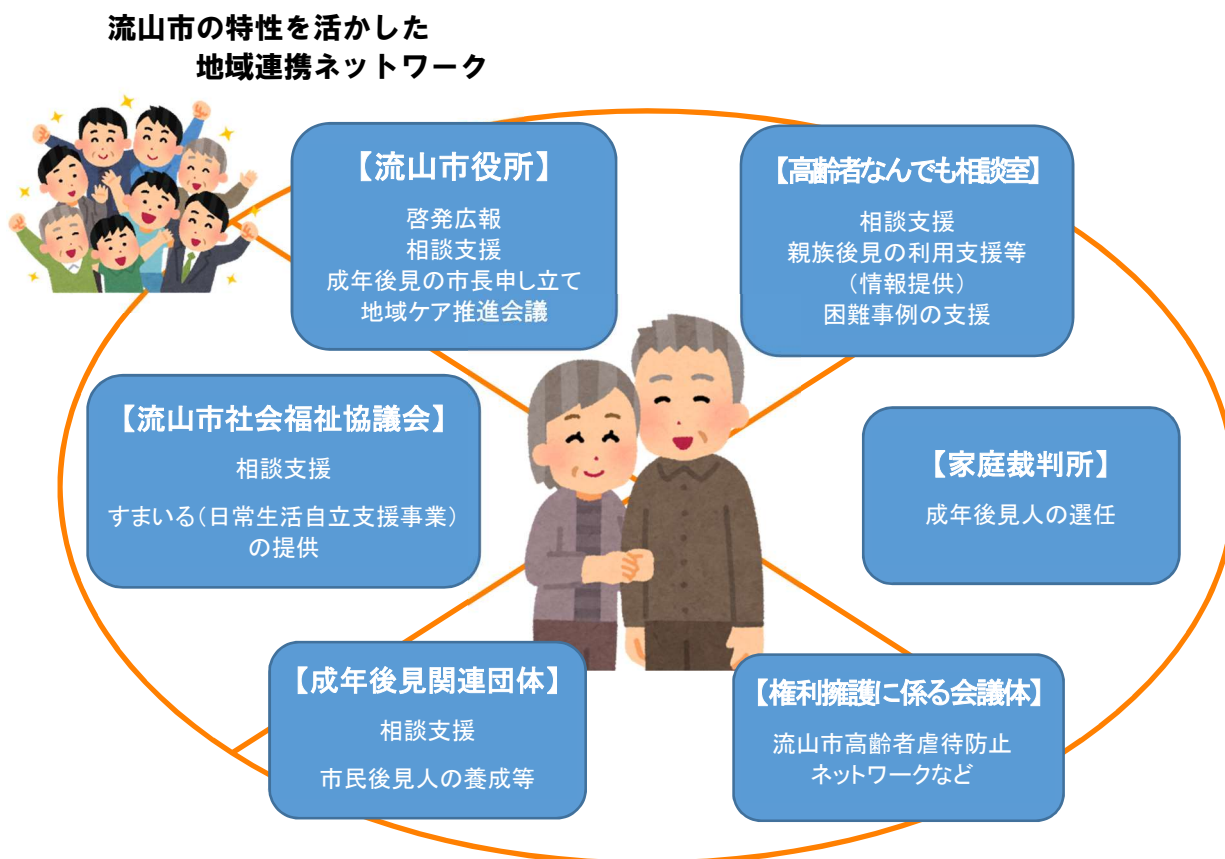 流山市の特性を活かした
地域連携ネットワーク
【流山市役所】
啓発広報
相談支援
成年後見の市長申し立て
地域ケア推進会議
【高齢者なんでも相談室】
相談支援
親族後見の利用支援等
（情報提供）
困難事例の支援
【流山市社会福祉協議会】
相談支援
すまいる（日常生活自立支援事業）
の提供
【家庭裁判所】
成年後見人の選任
【成年後見関連団体】
相談支援
市民後見人の養成等
【権利擁護に係る会議体】
流山市高齢者虐待防止
ネットワークなど